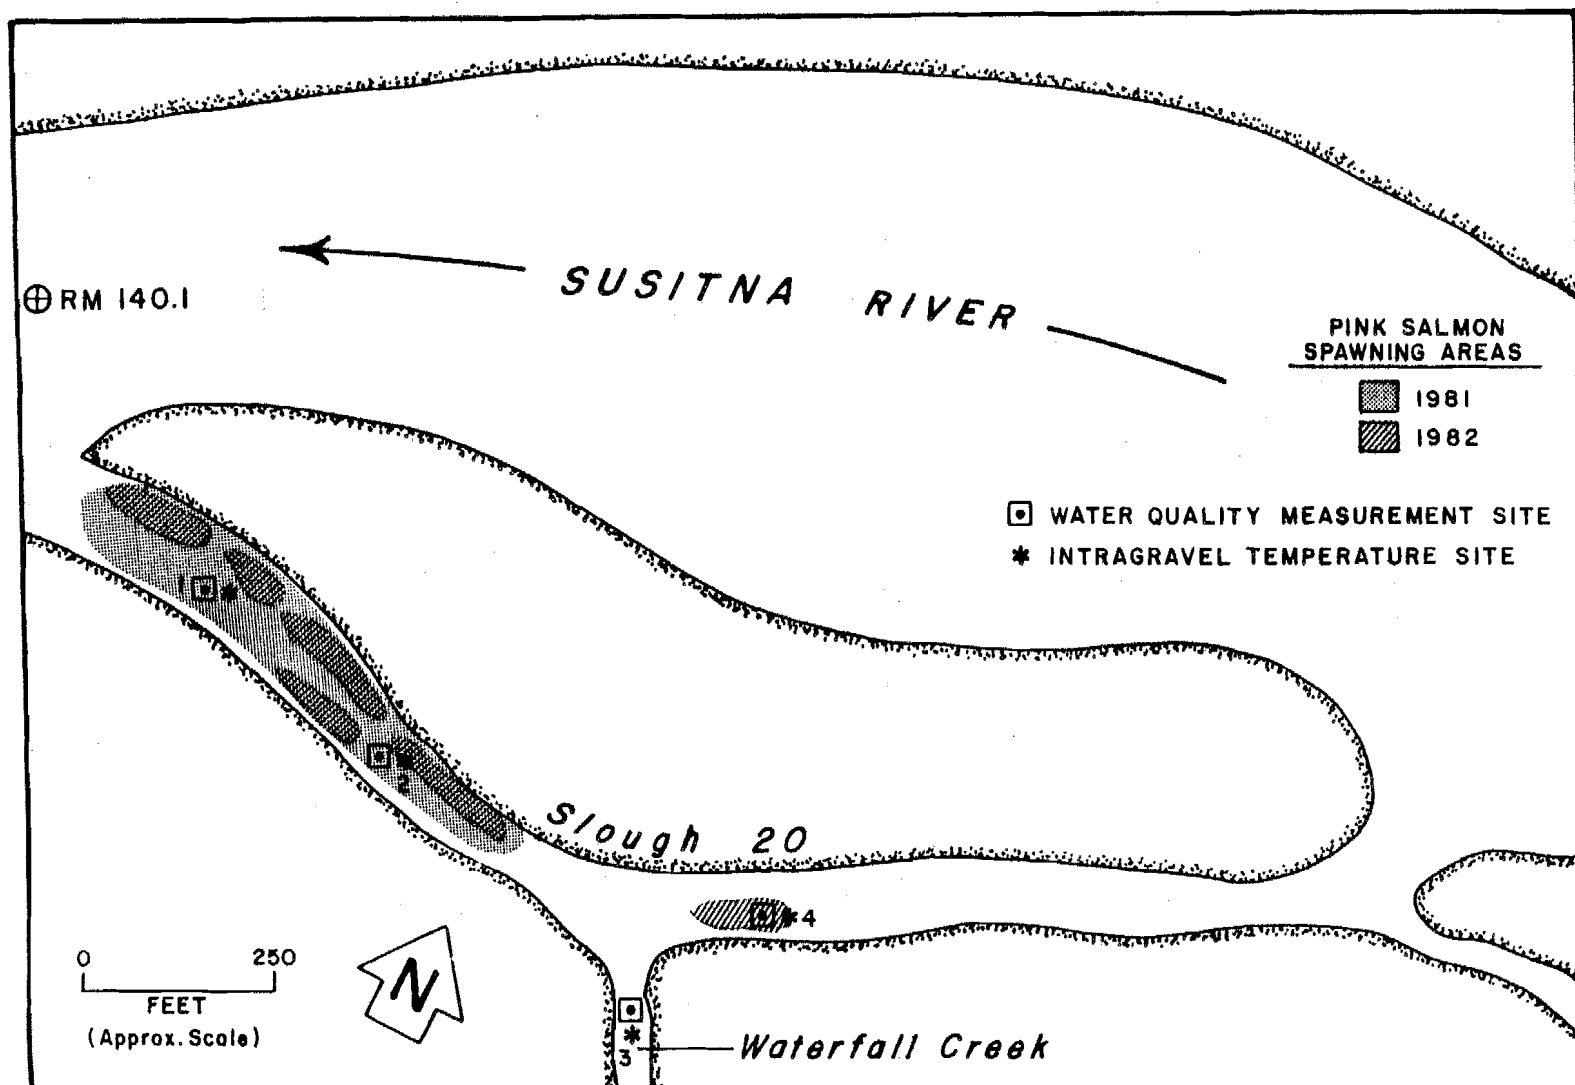 SUSITNA RIVER
RM 140.1
PINK SALMON
SPAWNING AREAS
1981
1982
WATER QUALITY MEASUREMENT SITE
INTRAGRAVEL TEMPERATURE SITE
1
2
Slough 20
4
0 250
FEET
(Approx. Scale)
N
3
Waterfall Creek